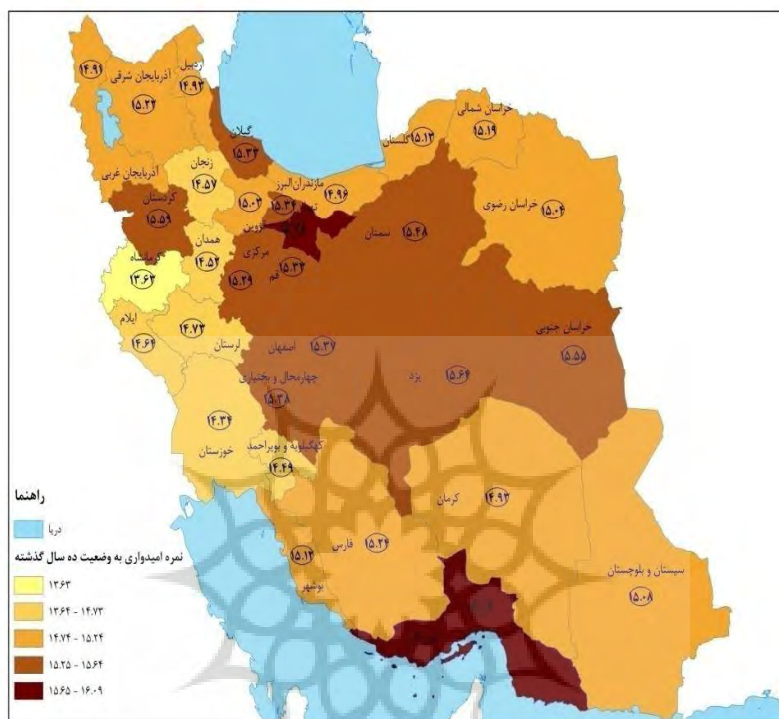 ۱۴.۹۱
آذربایجان شرقی
۱۵.۲۲
اردبیل
۱۴.۹۳
گیلان
۱۵.۳۳
آذربایجان غربی
زنجان
۱۴.۵۷
کردستان
۱۵.۵۹
همدان
۱۴.۵۲
کرمانشاه
۱۳.۶۳
قزوین
۱۵.۰۳
مازندران
۱۴.۹۶
البرز
۱۵.۳۴
گلستان
۱۵.۱۳
خراسان شمالی
۱۵.۱۹
خراسان رضوی
۱۵.۰۴
سمنان
۱۵.۴۸
مرکزی
۱۵.۲۹
قم
۱۵.۳۳
ایلام
۱۴.۶۴
لرستان
۱۴.۷۳
اصفهان
۱۵.۳۷
یزد
۱۵.۶۴
خراسان جنوبی
۱۵.۵۵
چهارمحال و بختیاری
۱۵.۳۸
خوزستان
۱۴.۳۴
کهگیلویه و بویراحمد
۱۴.۴۹
کرمان
۱۴.۹۳
فارس
۱۵.۲۴
بوشهر
۱۵.۱۲
سیستان و بلوچستان
۱۵.۰۸
راهنما
دریا
نمره امیدواری به وضعیت ده سال گذشته
۱۳.۶۳
۱۳.۶۴ - ۱۴.۷۳
۱۴.۷۴ - ۱۵.۲۴
۱۵.۲۵ - ۱۵.۶۴
۱۵.۶۵ - ۱۶.۰۹